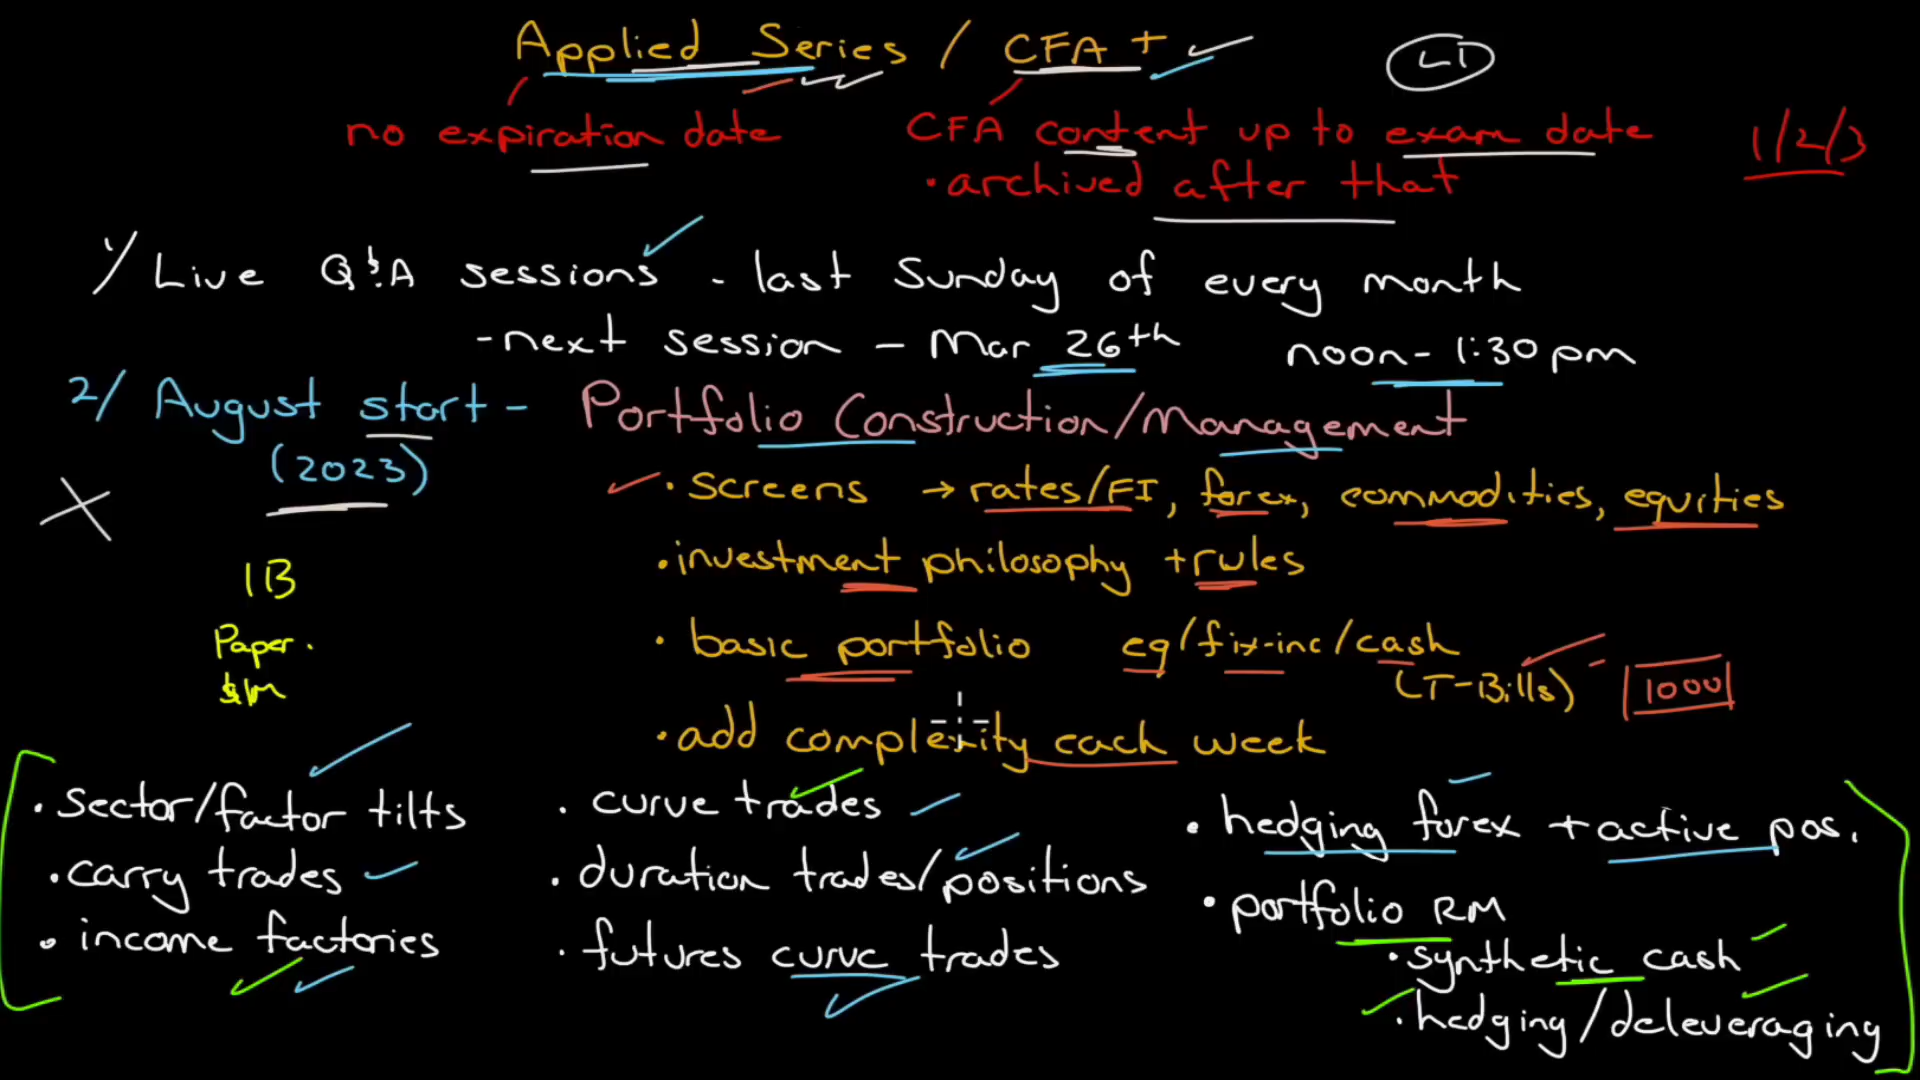 Applied Series / CFA +
LI
no expiration date
CFA content up to exam date
• archived after that
1/2/3
1/ Live Q&A sessions - last Sunday of every month
- next session - Mar 26th noon - 1:30pm
2/ August start - Portfolio Construction/Management
(2023)
• screens → rates/FI, forex, commodities, equities
• investment philosophy + rules
IB
Paper.
• basic portfolio eq/fix-inc/cash
(T-Bills) - 1000
• add complexity each week
• sector/factor tilts
• carry trades
• income factories
• curve trades
• duration trades/positions
• futures curve trades
• hedging forex + active pos.
• portfolio RM
• synthetic cash
• hedging/deleveraging